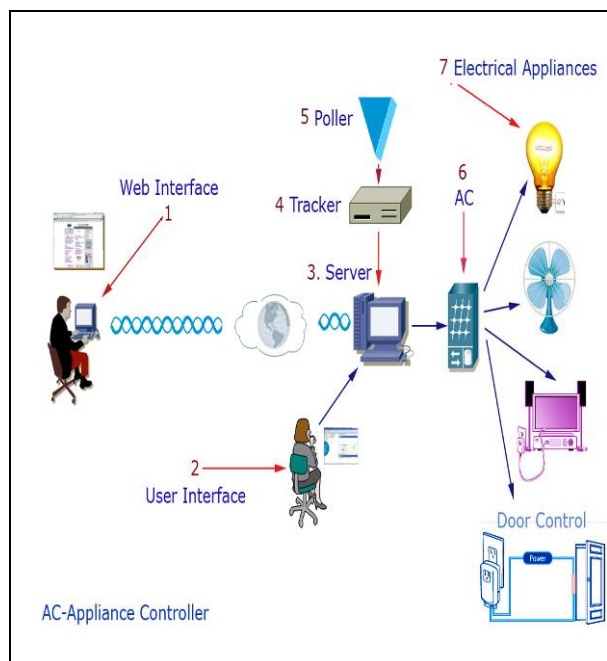 7 Electrical Appliances
5 Poller
6
AC
Web Interface
1
4 Tracker
3. Server
2
User Interface
Door Control
Power
AC-Appliance Controller